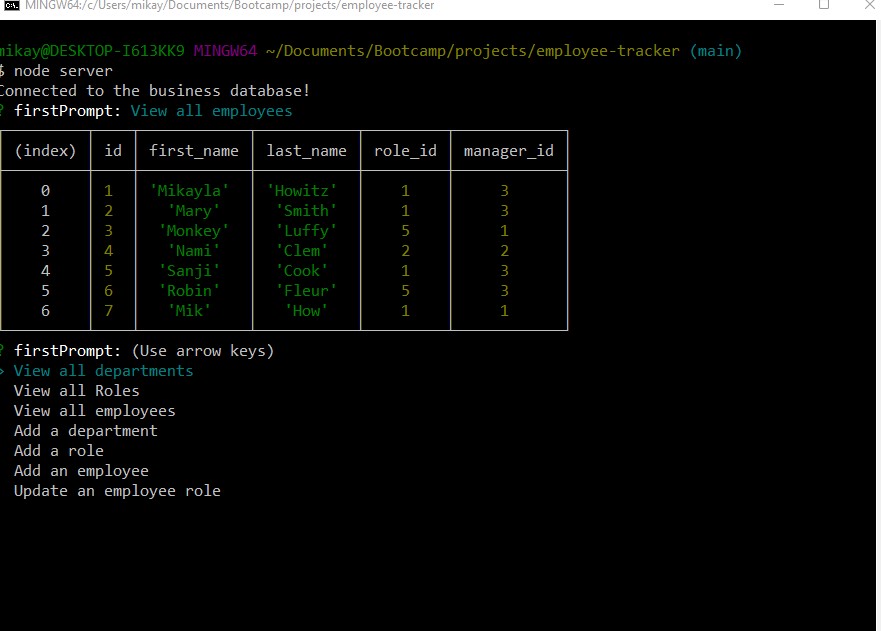 MINGW64:/c/Users/mikay/Documents/Bootcamp/projects/employee-tracker
mikay@DESKTOP-I613KK9 MINGW64 ~/Documents/Bootcamp/projects/employee-tracker (main)
$ node server
Connected to the business database!
? firstPrompt: View all employees
(index) id first_name last_name role_id manager_id
0 1 'Mikayla' 'Howitz' 1 3
1 2 'Mary' 'Smith' 1 3
2 3 'Monkey' 'Luffy' 5 1
3 4 'Nami' 'Clem' 2 2
4 5 'Sanji' 'Cook' 1 3
5 6 'Robin' 'Fleur' 5 3
6 7 'Mik' 'How' 1 1
? firstPrompt: (Use arrow keys)
> View all departments
View all Roles
View all employees
Add a department
Add a role
Add an employee
Update an employee role